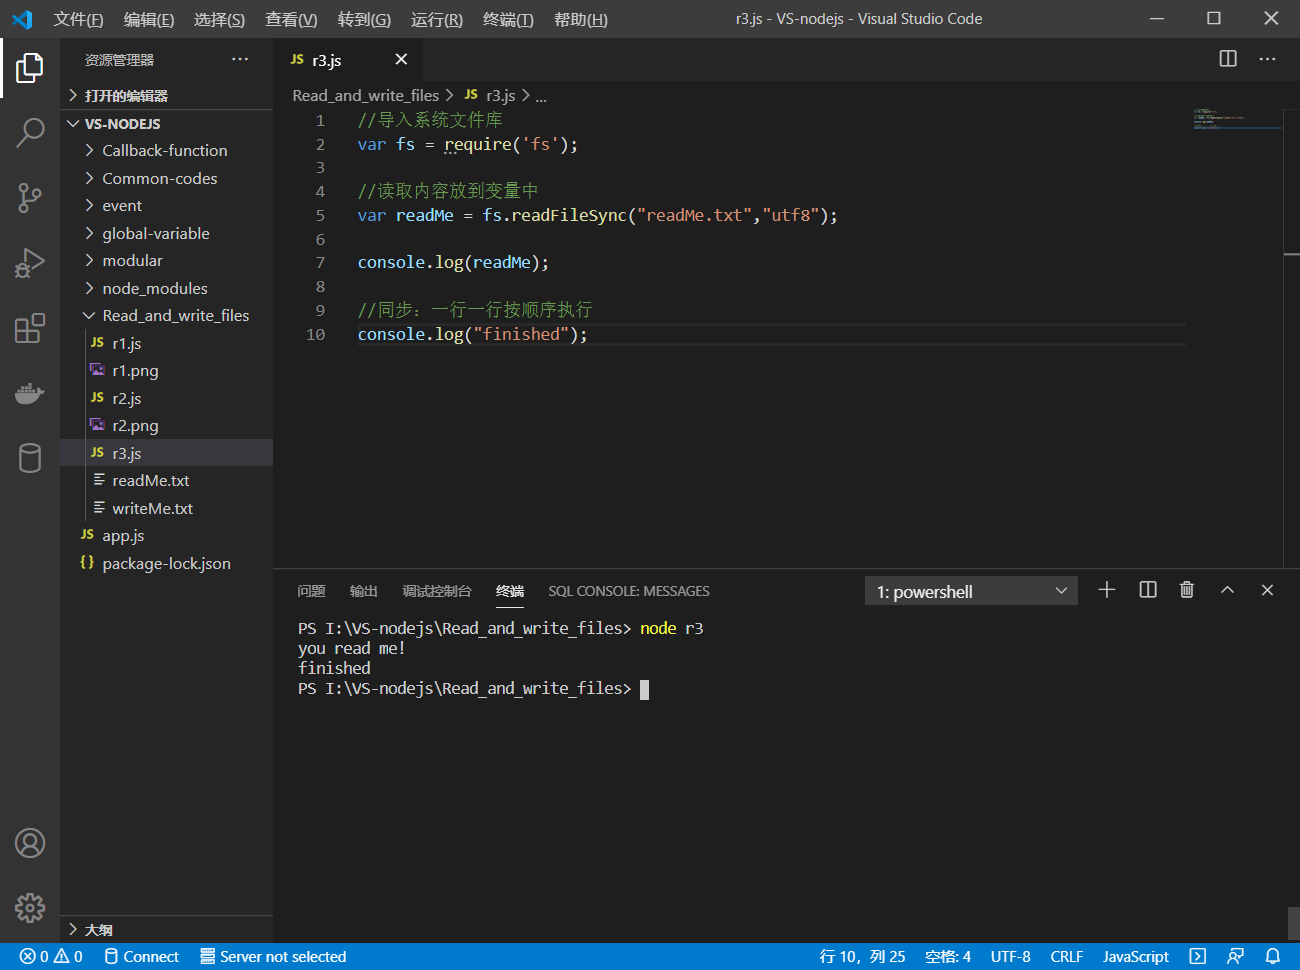 文件(F) 编辑(E) 选择(S) 查看(V) 转到(G) 运行(R) 终端(T) 帮助(H) r3.js - VS-nodejs - Visual Studio Code
资源管理器
打开的编辑器
VS-NODEJS
Callback-function
Common-codes
event
global-variable
modular
node_modules
Read_and_write_files
JS r1.js
r1.png
JS r2.js
r2.png
JS r3.js
readMe.txt
writeMe.txt
JS app.js
{} package-lock.json
大纲
JS r3.js
Read_and_write_files > JS r3.js > ...
1 //导入系统文件库
2 var fs = require('fs');
3
4 //读取内容放到变量中
5 var readMe = fs.readFileSync("readMe.txt","utf8");
6
7 console.log(readMe);
8
9 //同步：一行一行按顺序执行
10 console.log("finished");
问题 输出 调试控制台 终端 SQL CONSOLE: MESSAGES 1: powershell
PS I:\VS-nodejs\Read_and_write_files> node r3
you read me!
finished
PS I:\VS-nodejs\Read_and_write_files>
0 0 Connect Server not selected 行 10，列 25 空格: 4 UTF-8 CRLF JavaScript